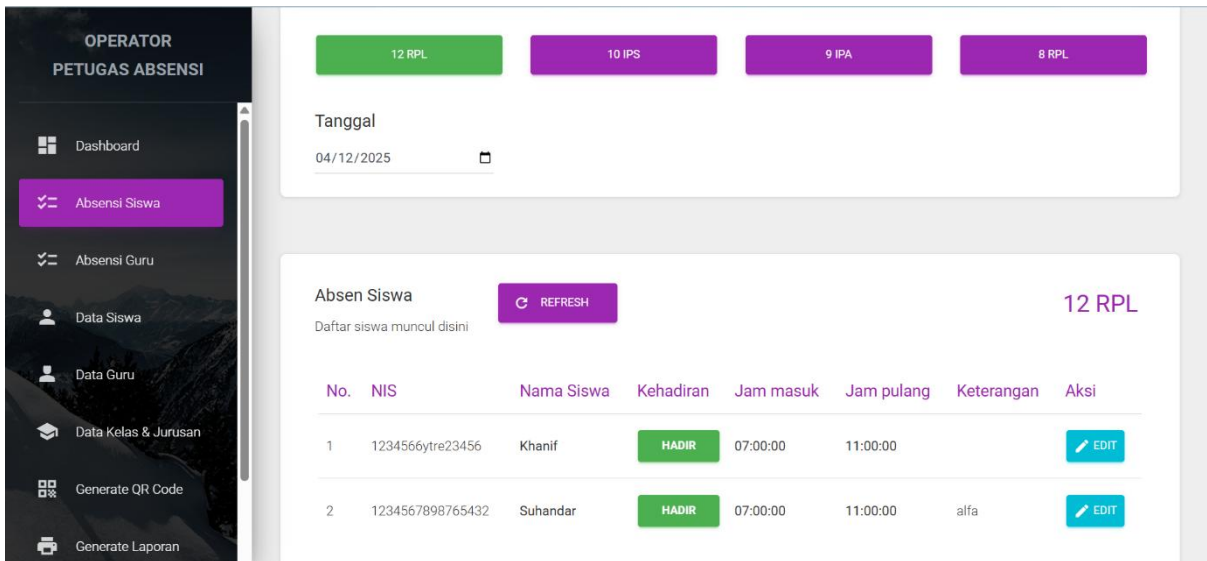 OPERATOR
PETUGAS ABSENSI
Dashboard
Absensi Siswa
Absensi Guru
Data Siswa
Data Guru
Data Kelas & Jurusan
Generate QR Code
Generate Laporan
12 RPL 10 IPS 9 IPA 8 RPL
Tanggal
04/12/2025
Absen Siswa
Daftar siswa muncul disini
REFRESH
12 RPL
No. NIS Nama Siswa Kehadiran Jam masuk Jam pulang Keterangan Aksi
1 1234566ytre23456 Khanif HADIR 07:00:00 11:00:00 EDIT
2 1234567898765432 Suhandar HADIR 07:00:00 11:00:00 alfa EDIT